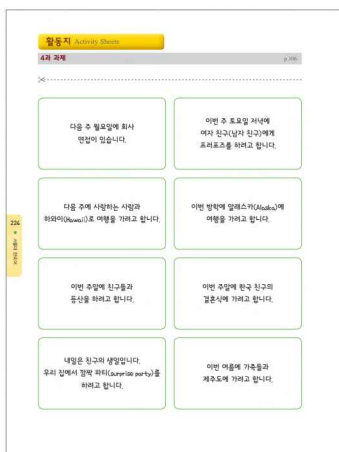 활동지 Activity Sheets
4과 과제
다음 주 월요일에 회사
면접이 있습니다.
이번 주 토요일 저녁에
여자 친구(남자 친구)에게
프러포즈를 하려고 합니다.
다음 주에 사랑하는 사람과
하와이(Hawaii)로 여행을 가려고 합니다.
이번 방학에 알래스카(Alaska)에
여행을 가려고 합니다.
이번 주말에 친구들과
등산을 하려고 합니다.
이번 주말에 한국 친구의
결혼식에 가려고 합니다.
내일은 친구의 생일입니다.
우리 집에서 깜짝 파티(surprise party)를
하려고 합니다.
이번 여름에 가족들과
제주도에 가려고 합니다.
224